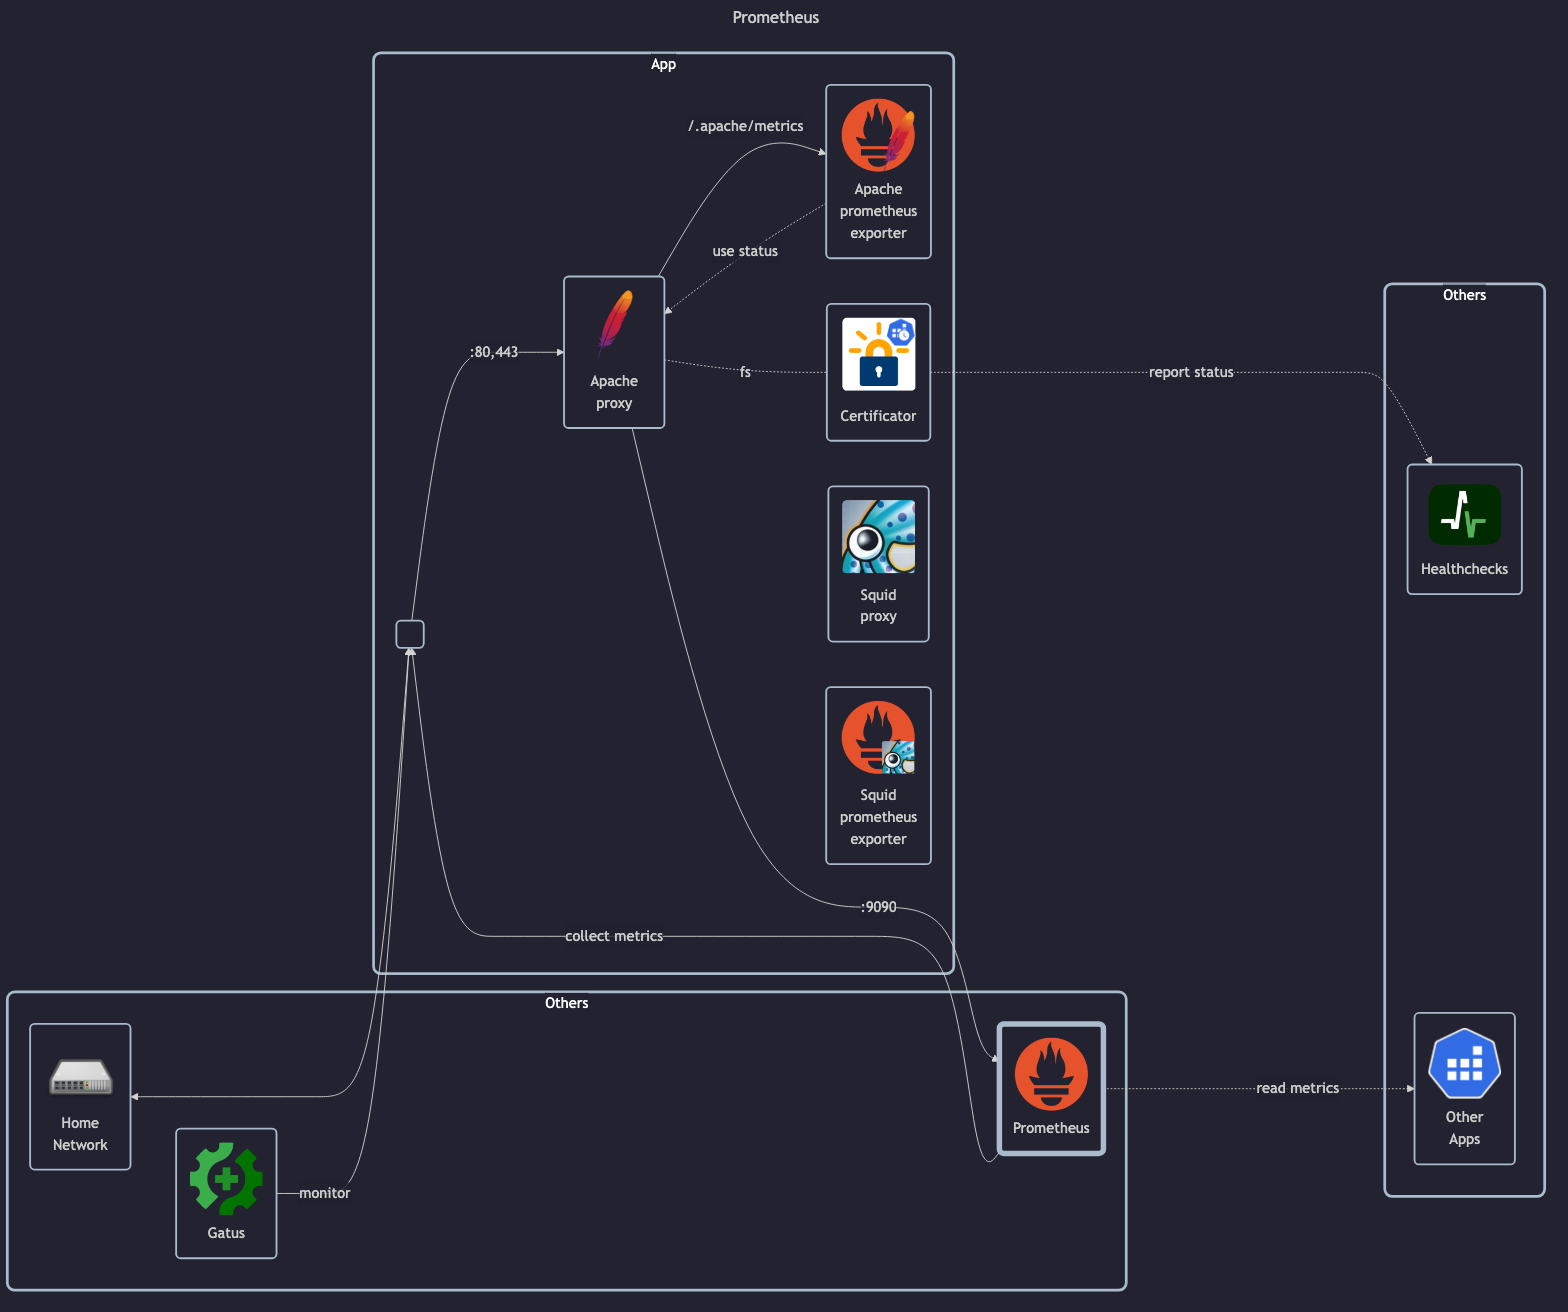 Prometheus
App
/.apache/metrics
Apache
prometheus
exporter
use status
:80,443
Apache
proxy
fs
Certificator
report status
Others
Healthchecks
Squid
proxy
Squid
prometheus
exporter
:9090
collect metrics
Others
Home
Network
Gatus
monitor
Prometheus
read metrics
Other
Apps